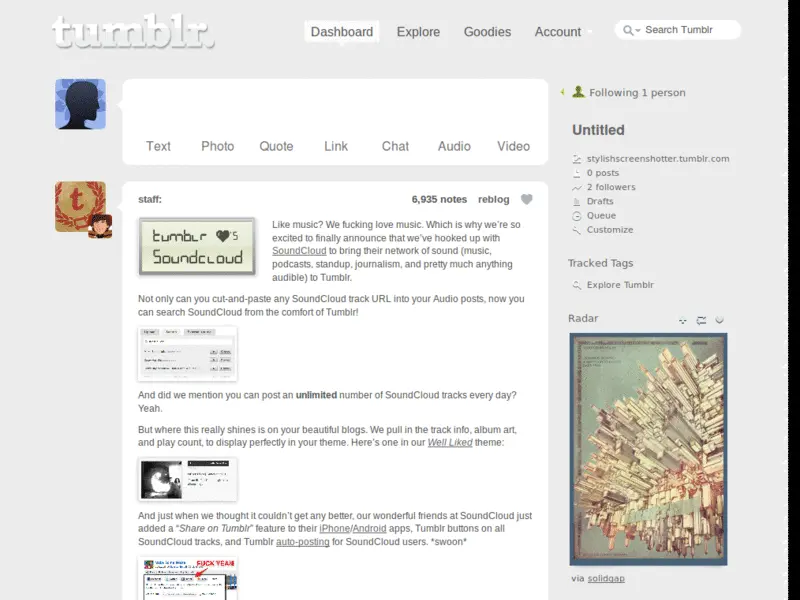 tumblr.
Dashboard
Explore
Goodies
Account
Search Tumblr
Text
Photo
Quote
Link
Chat
Audio
Video
staff:
6,935 notes
reblog
t
tumblr ♥'s
Soundcloud
Like music? We fucking love music. Which is why we’re so
excited to finally announce that we’ve hooked up with
SoundCloud to bring their network of sound (music,
podcasts, standup, journalism, and pretty much anything
audible) to Tumblr.
Not only can you cut-and-paste any SoundCloud track URL into your Audio posts, now you
can search SoundCloud from the comfort of Tumblr!
And did we mention you can post an unlimited number of SoundCloud tracks every day?
Yeah.
But where this really shines is on your beautiful blogs. We pull in the track info, album art,
and play count, to display perfectly in your theme. Here’s one in our Well Liked theme:
And just when we thought it couldn’t get any better, our wonderful friends at SoundCloud just
added a “Share on Tumblr” feature to their iPhone/Android apps, Tumblr buttons on all
SoundCloud tracks, and Tumblr auto-posting for SoundCloud users. *swoon*
FUCK YEAH!
Following 1 person
Untitled
stylishscreenshotter.tumblr.com
0 posts
2 followers
Drafts
Queue
Customize
Tracked Tags
Explore Tumblr
Radar
via solidgap